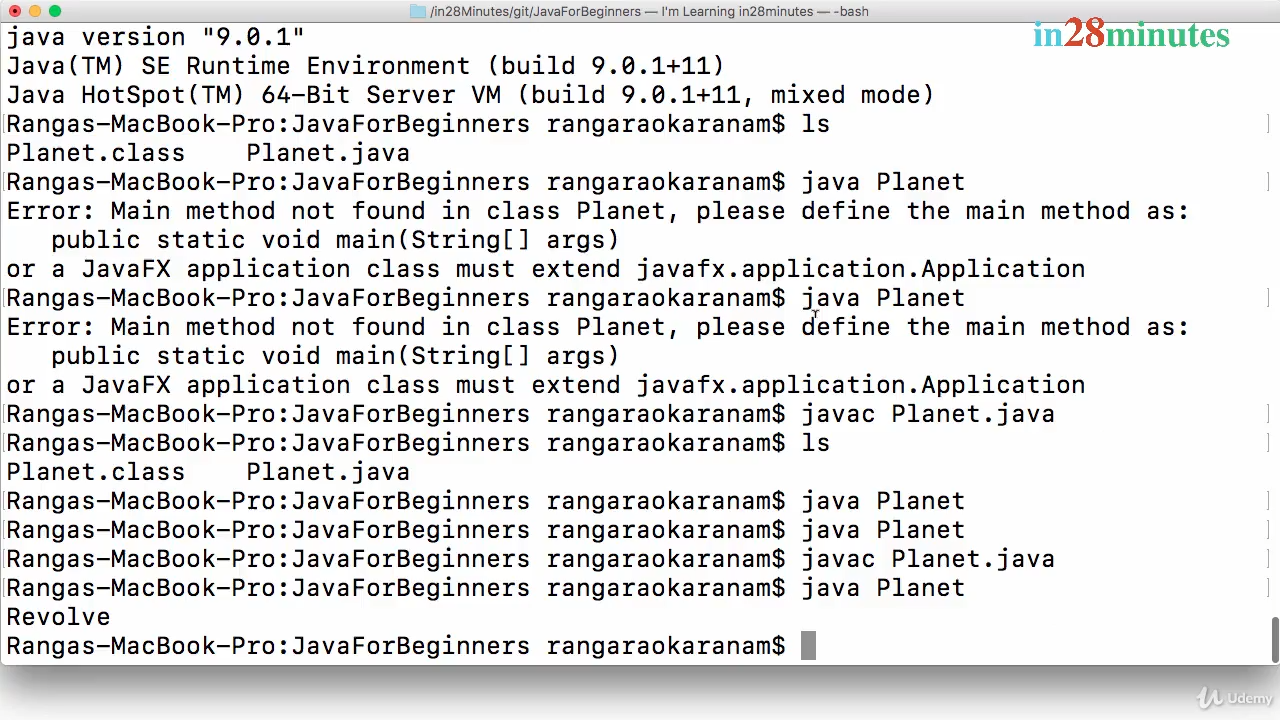 /in28Minutes/git/JavaForBeginners — I'm Learning in28minutes — -bash
in28minutes
java version "9.0.1"
Java(TM) SE Runtime Environment (build 9.0.1+11)
Java HotSpot(TM) 64-Bit Server VM (build 9.0.1+11, mixed mode)
[Rangas-MacBook-Pro:JavaForBeginners rangaraokaranam$ ls ]
Planet.class    Planet.java
[Rangas-MacBook-Pro:JavaForBeginners rangaraokaranam$ java Planet ]
Error: Main method not found in class Planet, please define the main method as:
   public static void main(String[] args)
or a JavaFX application class must extend javafx.application.Application
[Rangas-MacBook-Pro:JavaForBeginners rangaraokaranam$ java Planet ]
Error: Main method not found in class Planet, please define the main method as:
   public static void main(String[] args)
or a JavaFX application class must extend javafx.application.Application
[Rangas-MacBook-Pro:JavaForBeginners rangaraokaranam$ javac Planet.java ]
[Rangas-MacBook-Pro:JavaForBeginners rangaraokaranam$ ls ]
Planet.class    Planet.java
[Rangas-MacBook-Pro:JavaForBeginners rangaraokaranam$ java Planet ]
[Rangas-MacBook-Pro:JavaForBeginners rangaraokaranam$ java Planet ]
[Rangas-MacBook-Pro:JavaForBeginners rangaraokaranam$ javac Planet.java ]
[Rangas-MacBook-Pro:JavaForBeginners rangaraokaranam$ java Planet ]
Revolve
Rangas-MacBook-Pro:JavaForBeginners rangaraokaranam$
Udemy